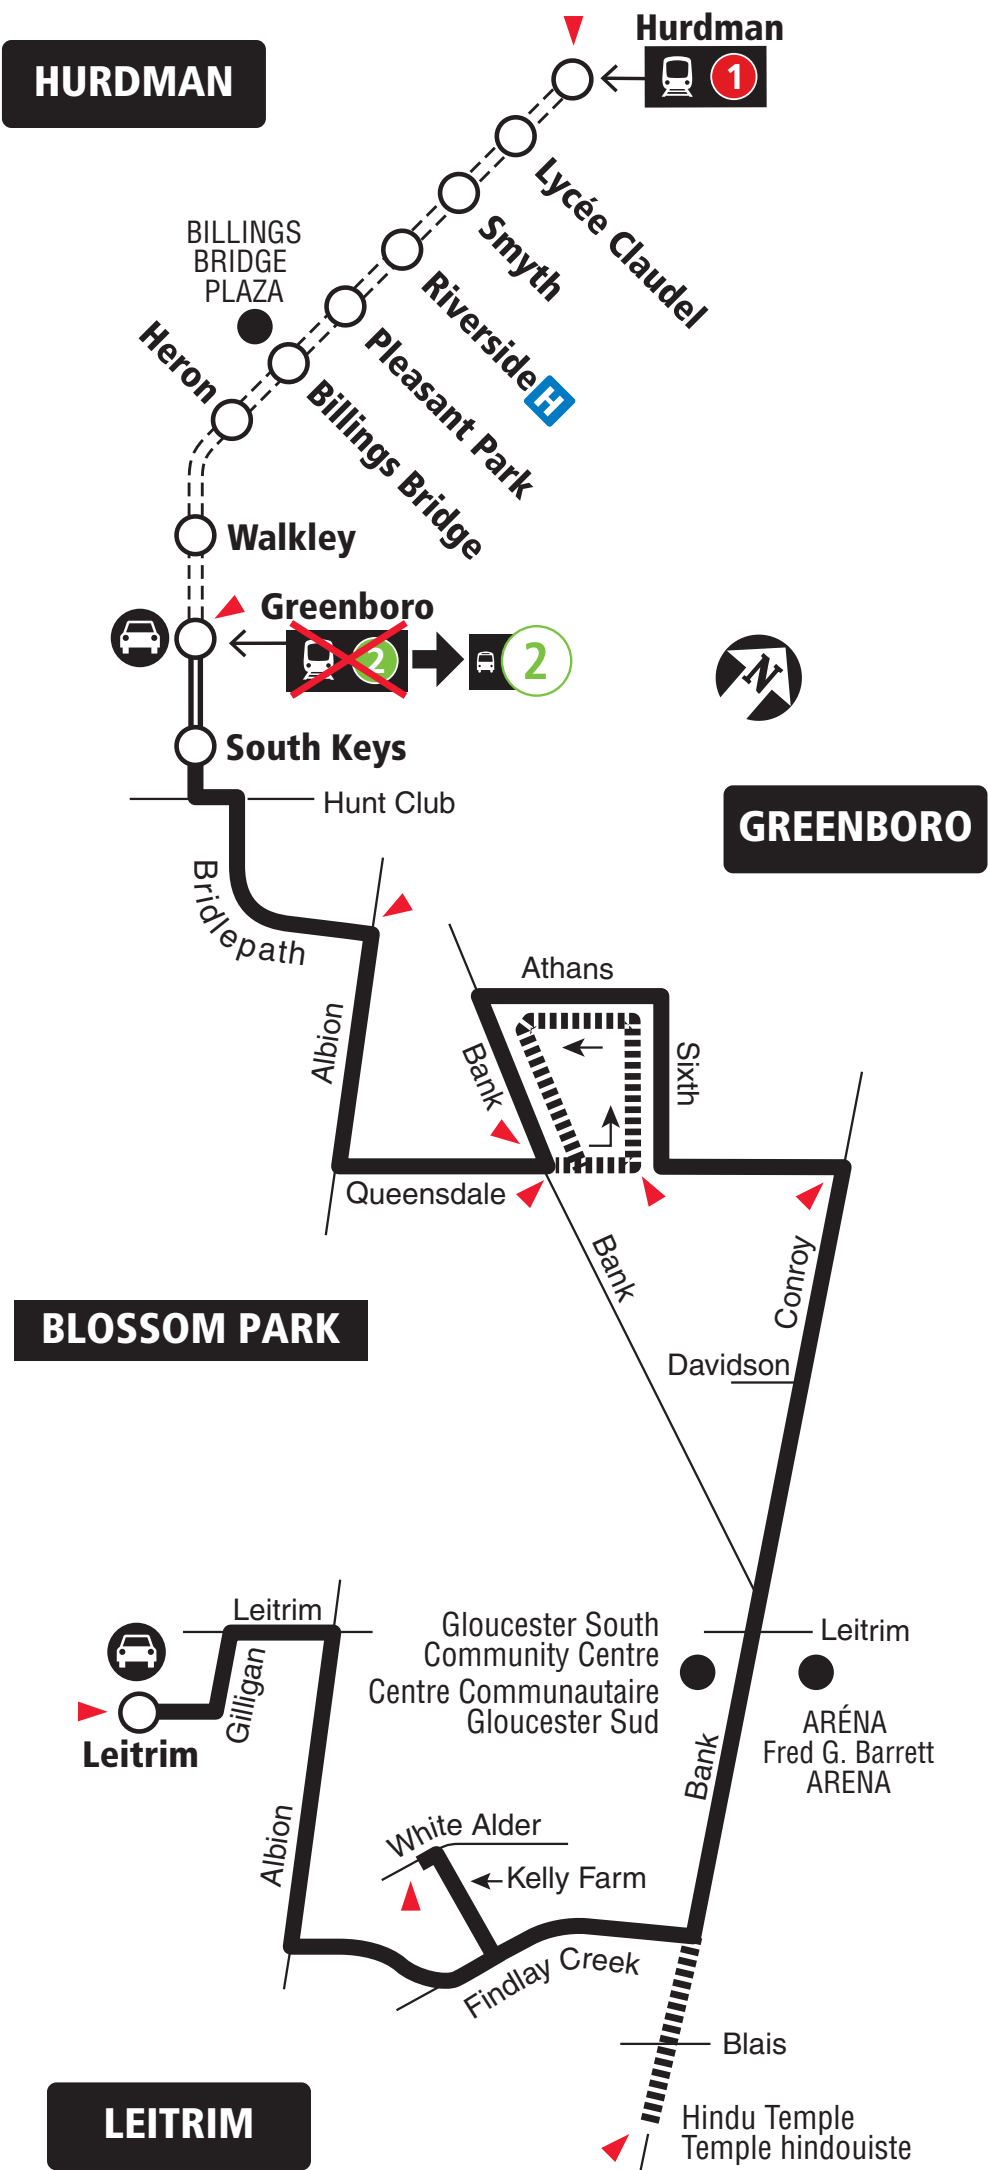 Hurdman
1
HURDMAN
Lycée Claudel
Smyth
BILLINGS
BRIDGE
PLAZA
Riverside
H
Heron
Pleasant Park
Billings Bridge
Walkley
Greenboro
2
2
N
South Keys
Hunt Club
GREENBORO
Bridlepath
Athans
Albion
Bank
Sixth
Queensdale
Bank
Conroy
BLOSSOM PARK
Davidson
Leitrim
Gloucester South
Community Centre
Centre Communautaire
Gloucester Sud
Leitrim
Gilligan
Leitrim
ARÉNA
Fred G. Barrett
ARENA
Bank
Albion
White Alder
Kelly Farm
Findlay Creek
Blais
LEITRIM
Hindu Temple
Temple hindouiste